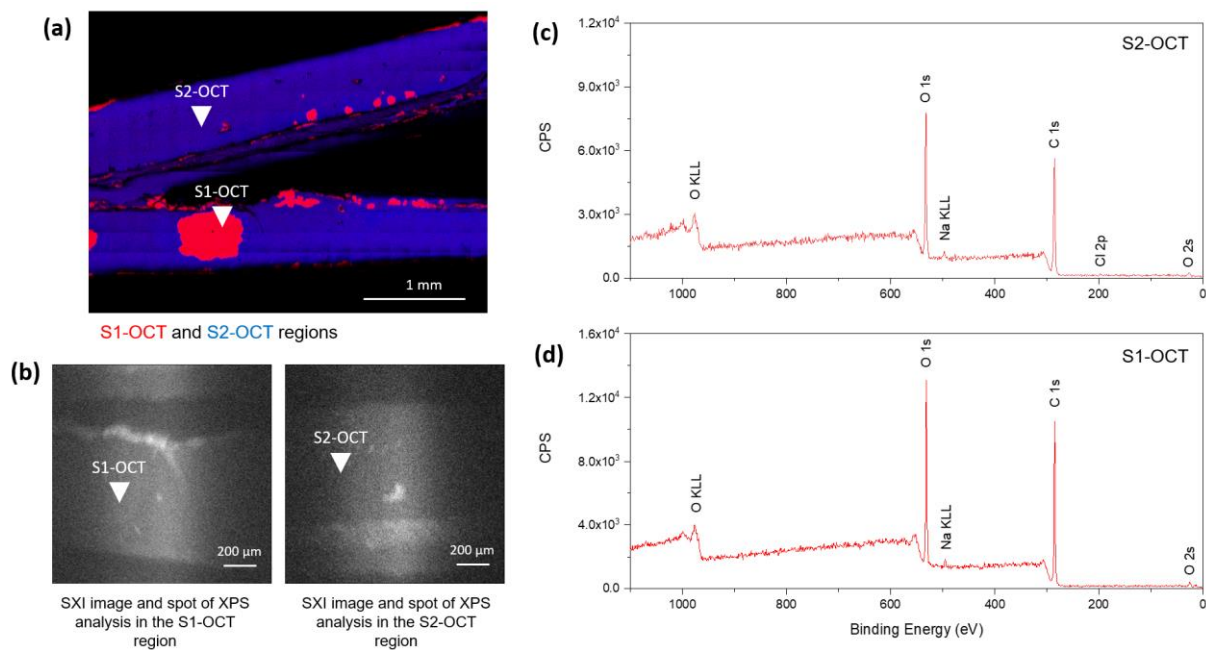 (a)
S2-OCT
S1-OCT
1 mm
S1-OCT and S2-OCT regions
(b)
S1-OCT
200 µm
SXI image and spot of XPS
analysis in the S1-OCT
region
S2-OCT
200 µm
SXI image and spot of XPS
analysis in the S2-OCT
region
(c)
S2-OCT
1.2x10⁴
9.0x10³
6.0x10³
3.0x10³
0.0
CPS
O KLL
O 1s
Na KLL
C 1s
Cl 2p
O 2s
1000
800
600
400
200
0
(d)
S1-OCT
1.6x10⁴
1.2x10⁴
8.0x10³
4.0x10³
0.0
CPS
O KLL
O 1s
Na KLL
C 1s
O 2s
1000
800
600
400
200
0
Binding Energy (eV)